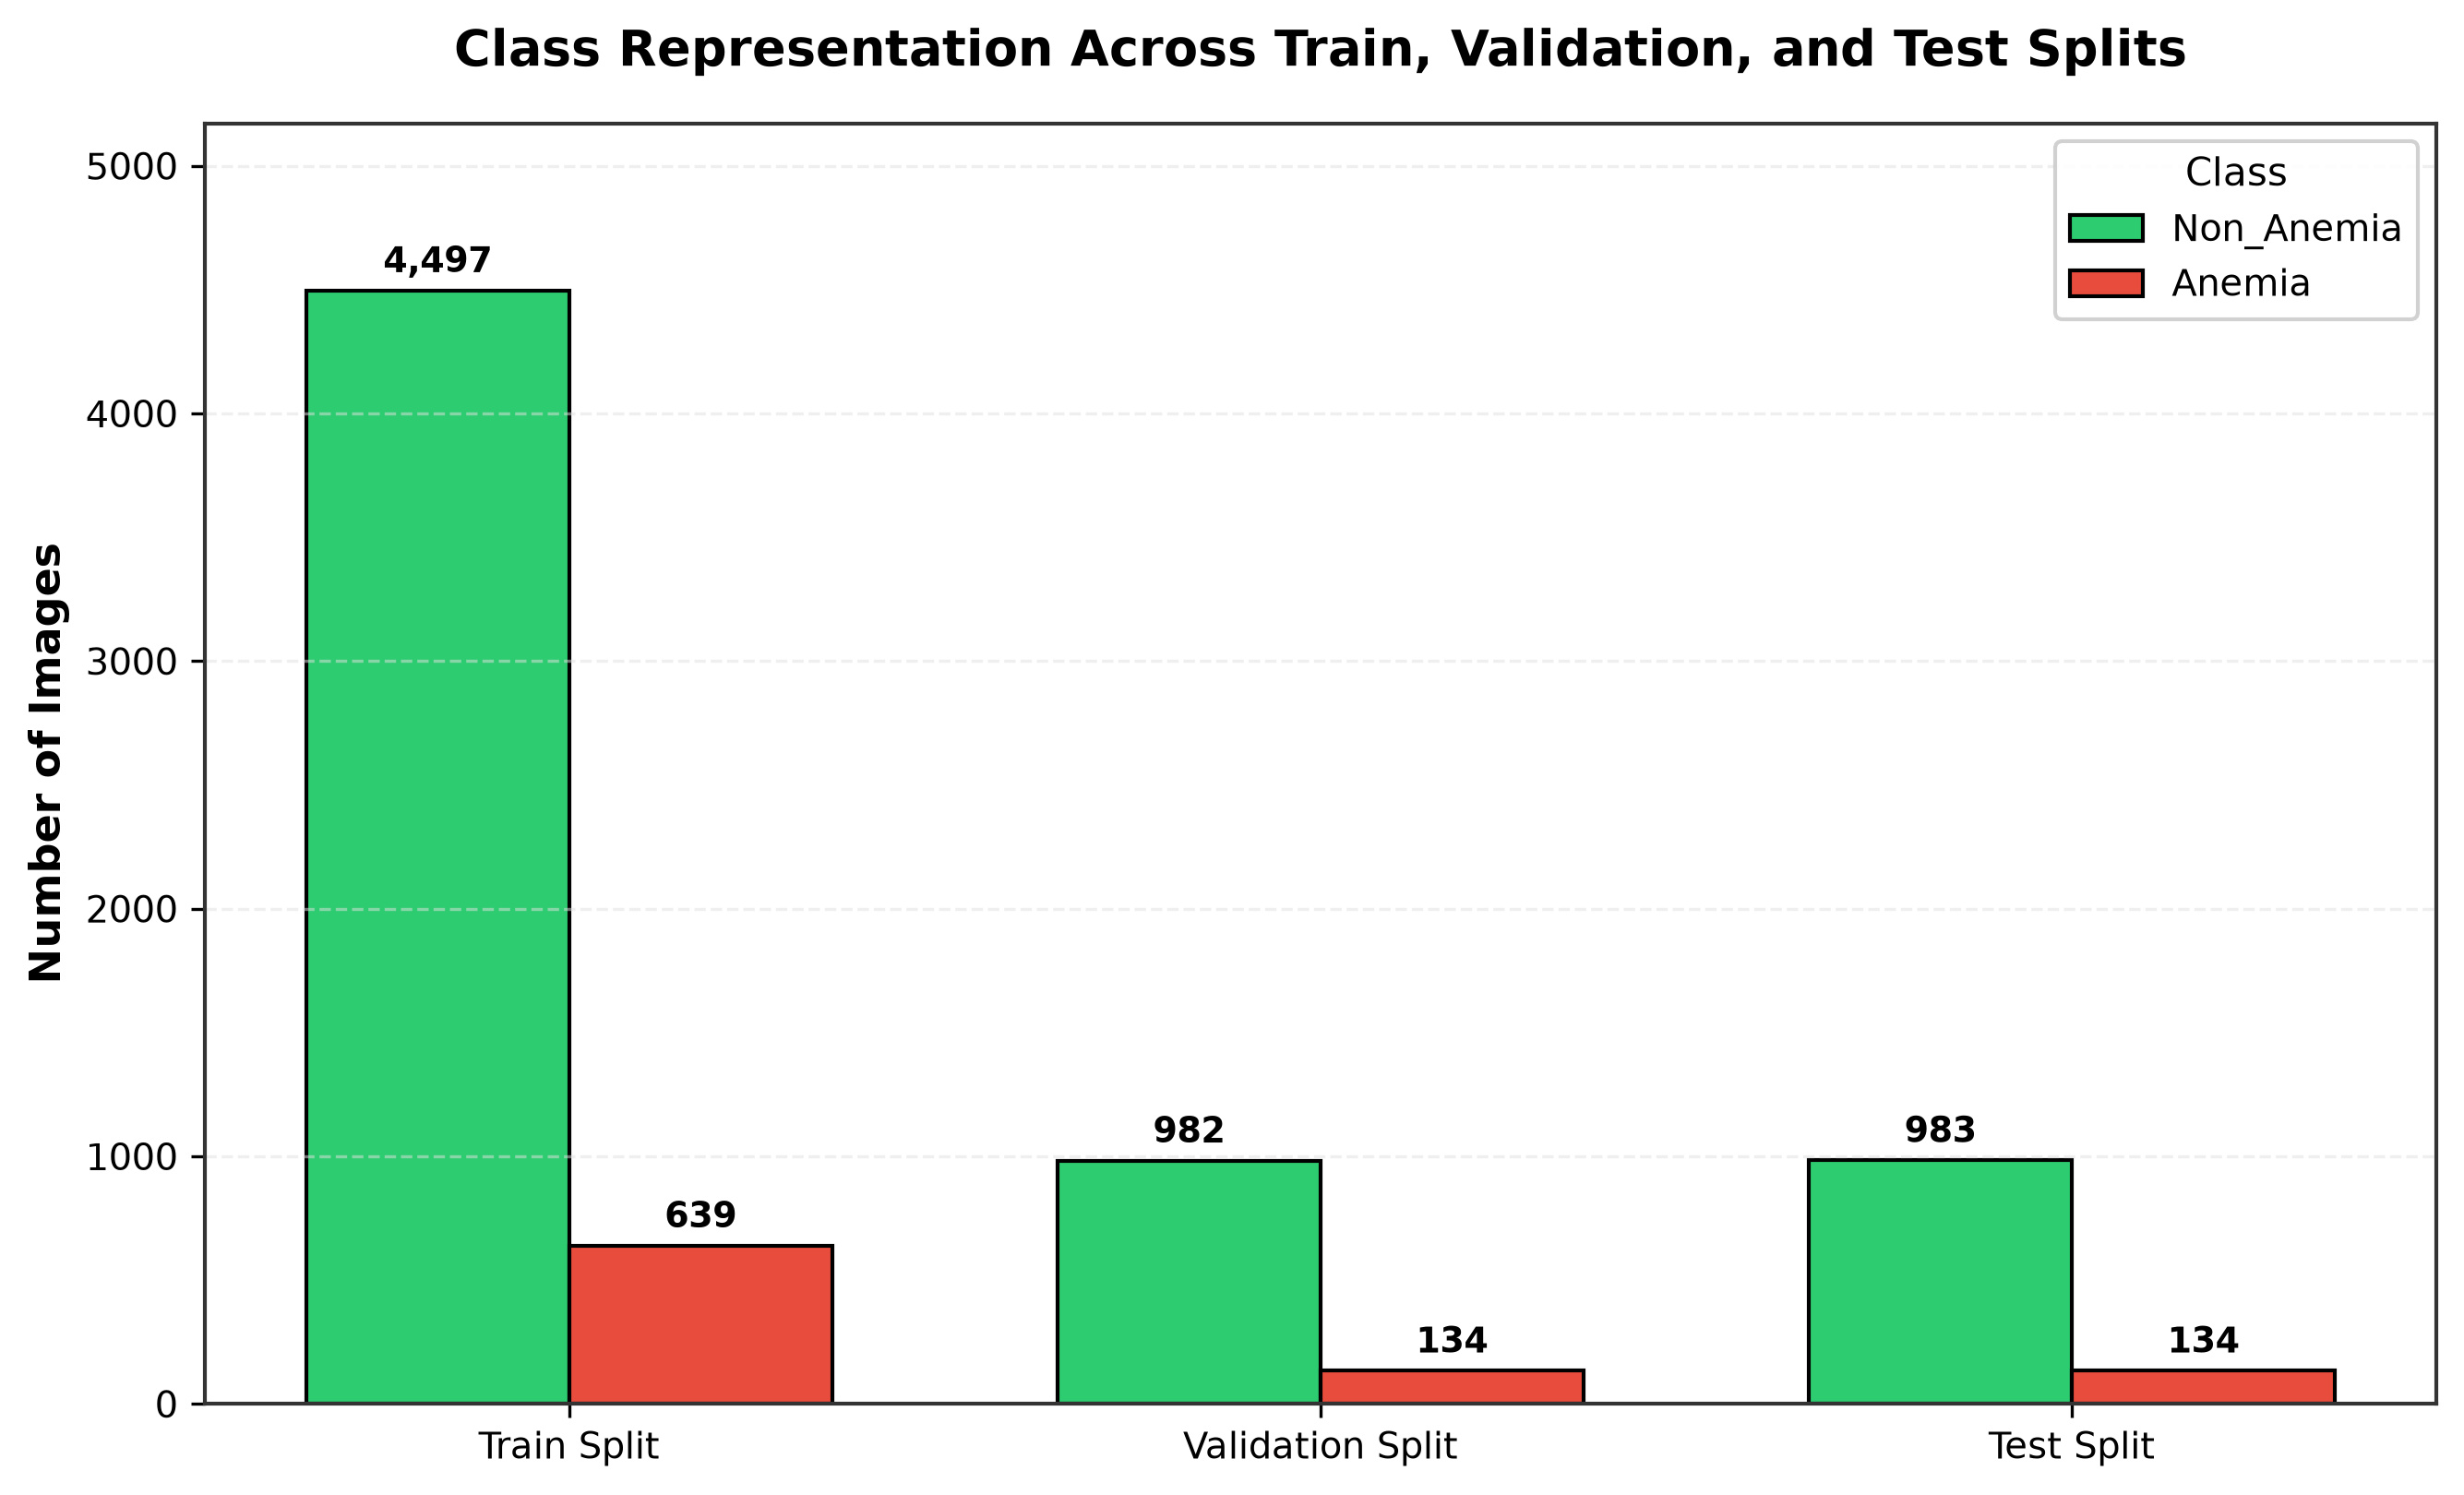 Class Representation Across Train, Validation, and Test Splits
Number of Images
5000
4000
3000
2000
1000
0
Class
Non_Anemia
Anemia
4,497
639
982
134
983
134
Train Split
Validation Split
Test Split